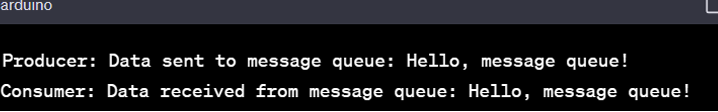 arduino
Producer: Data sent to message queue: Hello, message queue!
Consumer: Data received from message queue: Hello, message queue!